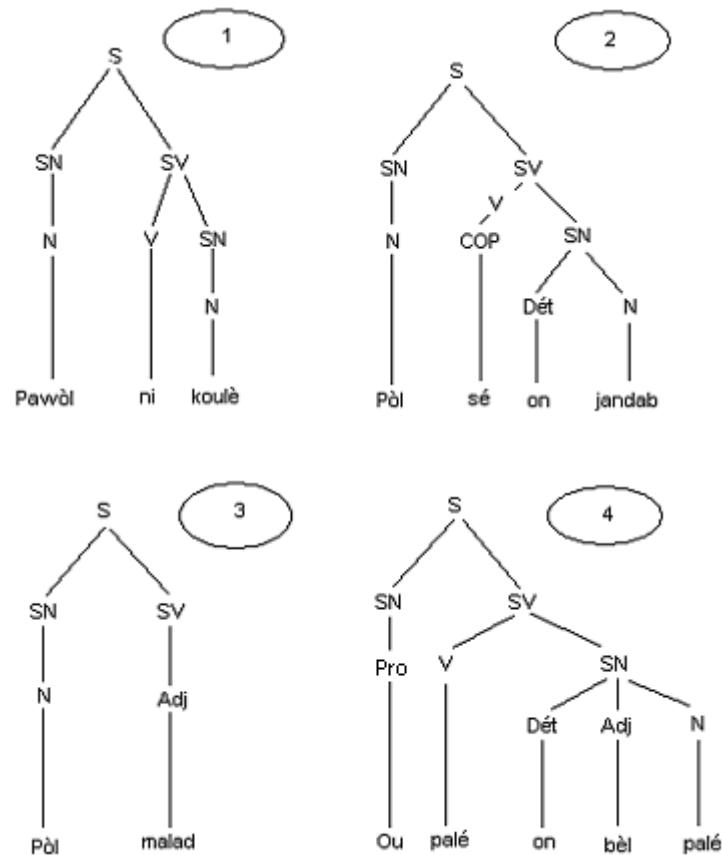 1
S
SN SV
N V SN
N
Pawòl ni koulè
2
S
SN SV
V
N COP SN
Dét N
Pòl sé on jandab
3
S
SN SV
N Adj
Pòl malad
4
S
SN SV
Pro V SN
Dét Adj N
Ou palé on bèl palé